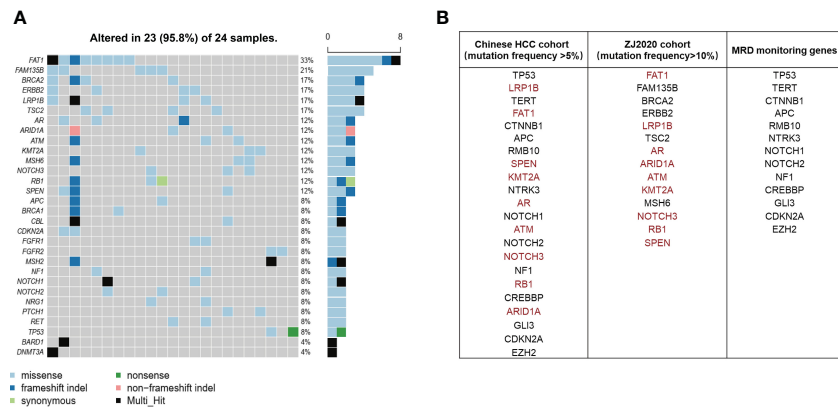 A
Altered in 23 (95.8%) of 24 samples.
0 8
FAT1 33%
FAM135B 21%
BRCA2 17%
ERBB2 17%
LRP1B 17%
TSC2 17%
AR 12%
ARID1A 12%
ATM 12%
KMT2A 12%
MSH6 12%
NOTCH3 12%
RB1 12%
SPEN 12%
APC 8%
BRCA1 8%
CBL 8%
CDKN2A 8%
FGFR1 8%
FGFR2 8%
MSH2 8%
NF1 8%
NOTCH1 8%
NOTCH2 8%
NRG1 8%
PTCH1 8%
RET 8%
TP53 8%
BARD1 4%
DNMT3A 4%
missense nonsense
frameshift indel non-frameshift indel
synonymous Multi_Hit
B
Chinese HCC cohort ZJ2020 cohort MRD monitoring genes
(mutation frequency >5%) (mutation frequency>10%)
TP53 FAT1 TP53
LRP1B FAM135B TERT
TERT BRCA2 CTNNB1
FAT1 ERBB2 APC
CTNNB1 LRP1B RMB10
APC TSC2 NTRK3
RMB10 AR NOTCH1
SPEN ARID1A NOTCH2
KMT2A ATM NF1
NTRK3 KMT2A CREBBP
AR MSH6 GLI3
NOTCH1 NOTCH3 CDKN2A
ATM RB1 EZH2
NOTCH2 SPEN
NOTCH3
NF1
RB1
CREBBP
ARID1A
GLI3
CDKN2A
EZH2